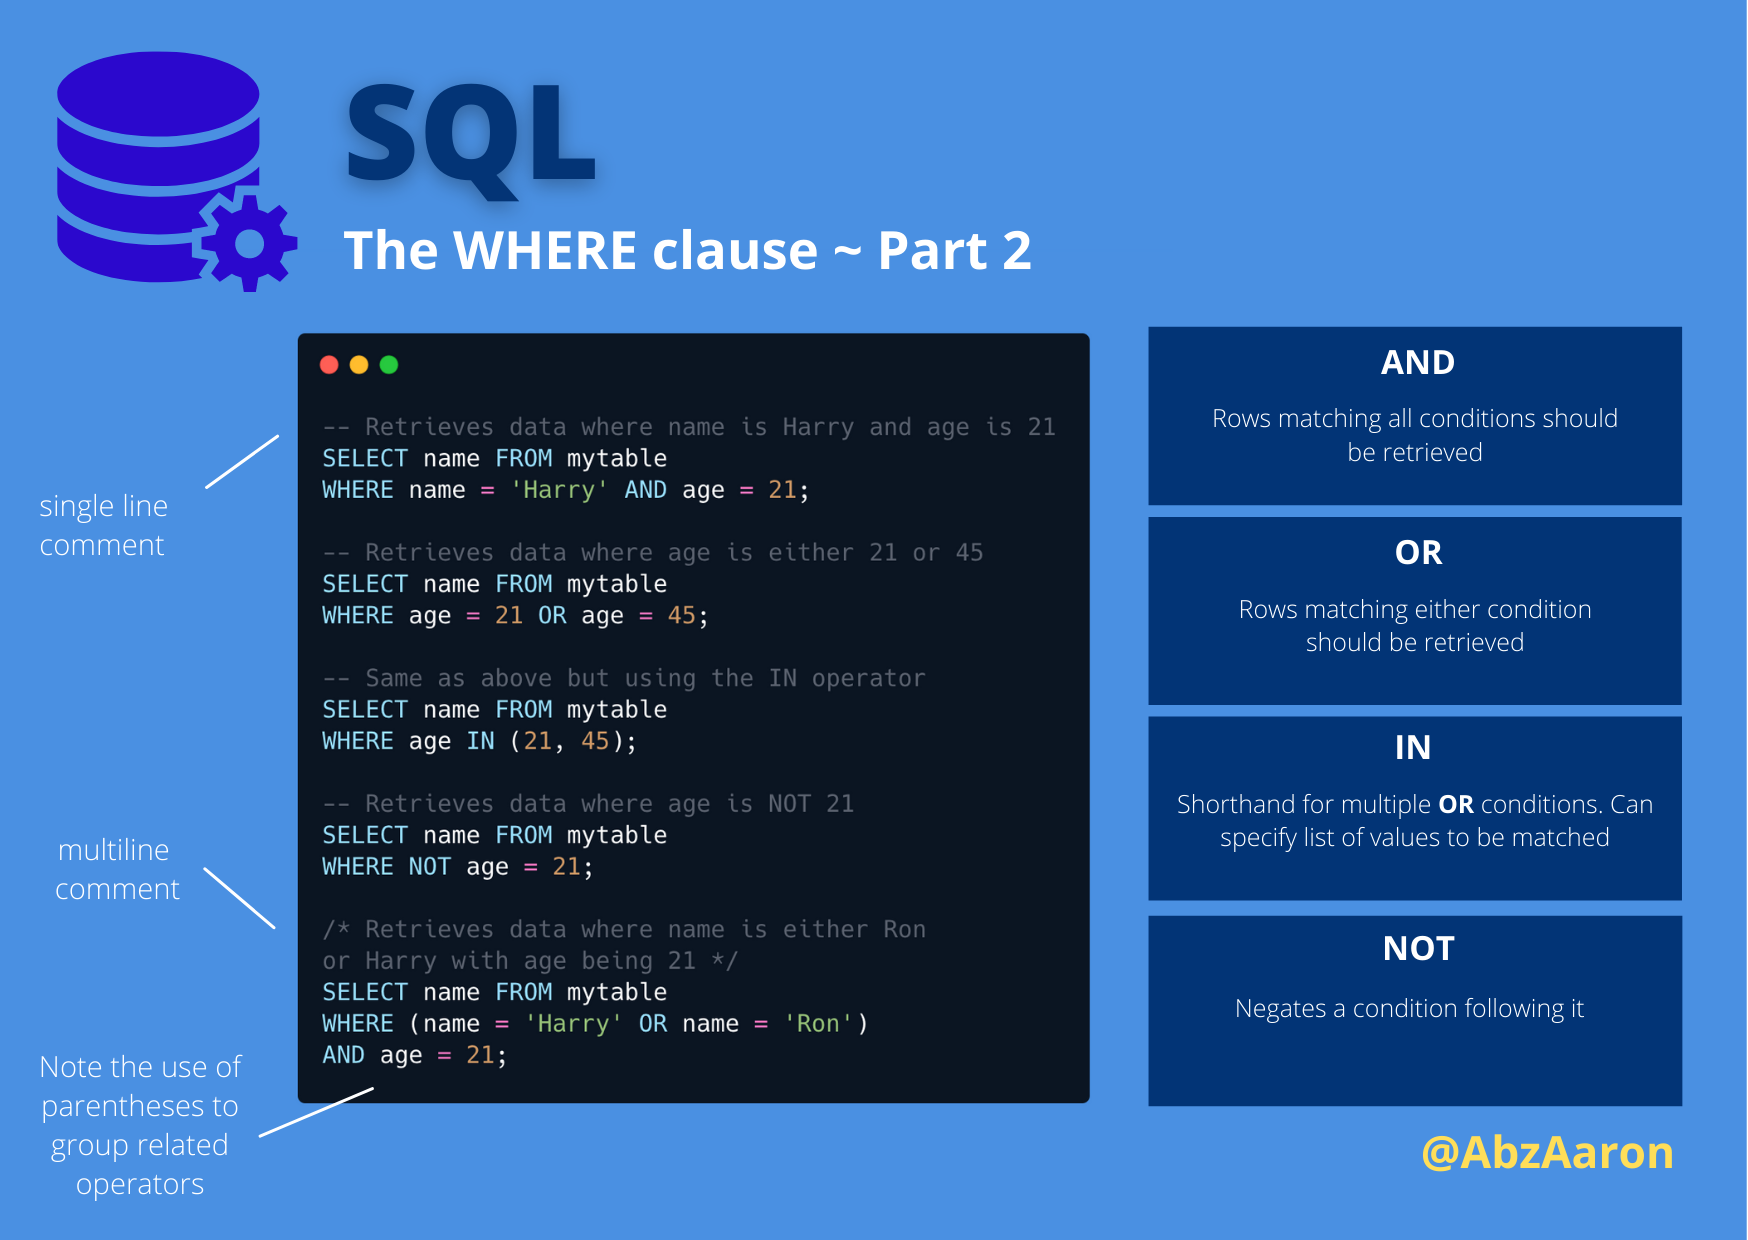 SQL
The WHERE clause ~ Part 2
single line
comment
multiline
comment
Note the use of
parentheses to
group related
operators
-- Retrieves data where name is Harry and age is 21
SELECT name FROM mytable
WHERE name = 'Harry' AND age = 21;
-- Retrieves data where age is either 21 or 45
SELECT name FROM mytable
WHERE age = 21 OR age = 45;
-- Same as above but using the IN operator
SELECT name FROM mytable
WHERE age IN (21, 45);
-- Retrieves data where age is NOT 21
SELECT name FROM mytable
WHERE NOT age = 21;
/* Retrieves data where name is either Ron
or Harry with age being 21 */
SELECT name FROM mytable
WHERE (name = 'Harry' OR name = 'Ron')
AND age = 21;
AND
Rows matching all conditions should
be retrieved
OR
Rows matching either condition
should be retrieved
IN
Shorthand for multiple OR conditions. Can
specify list of values to be matched
NOT
Negates a condition following it
@AbzAaron